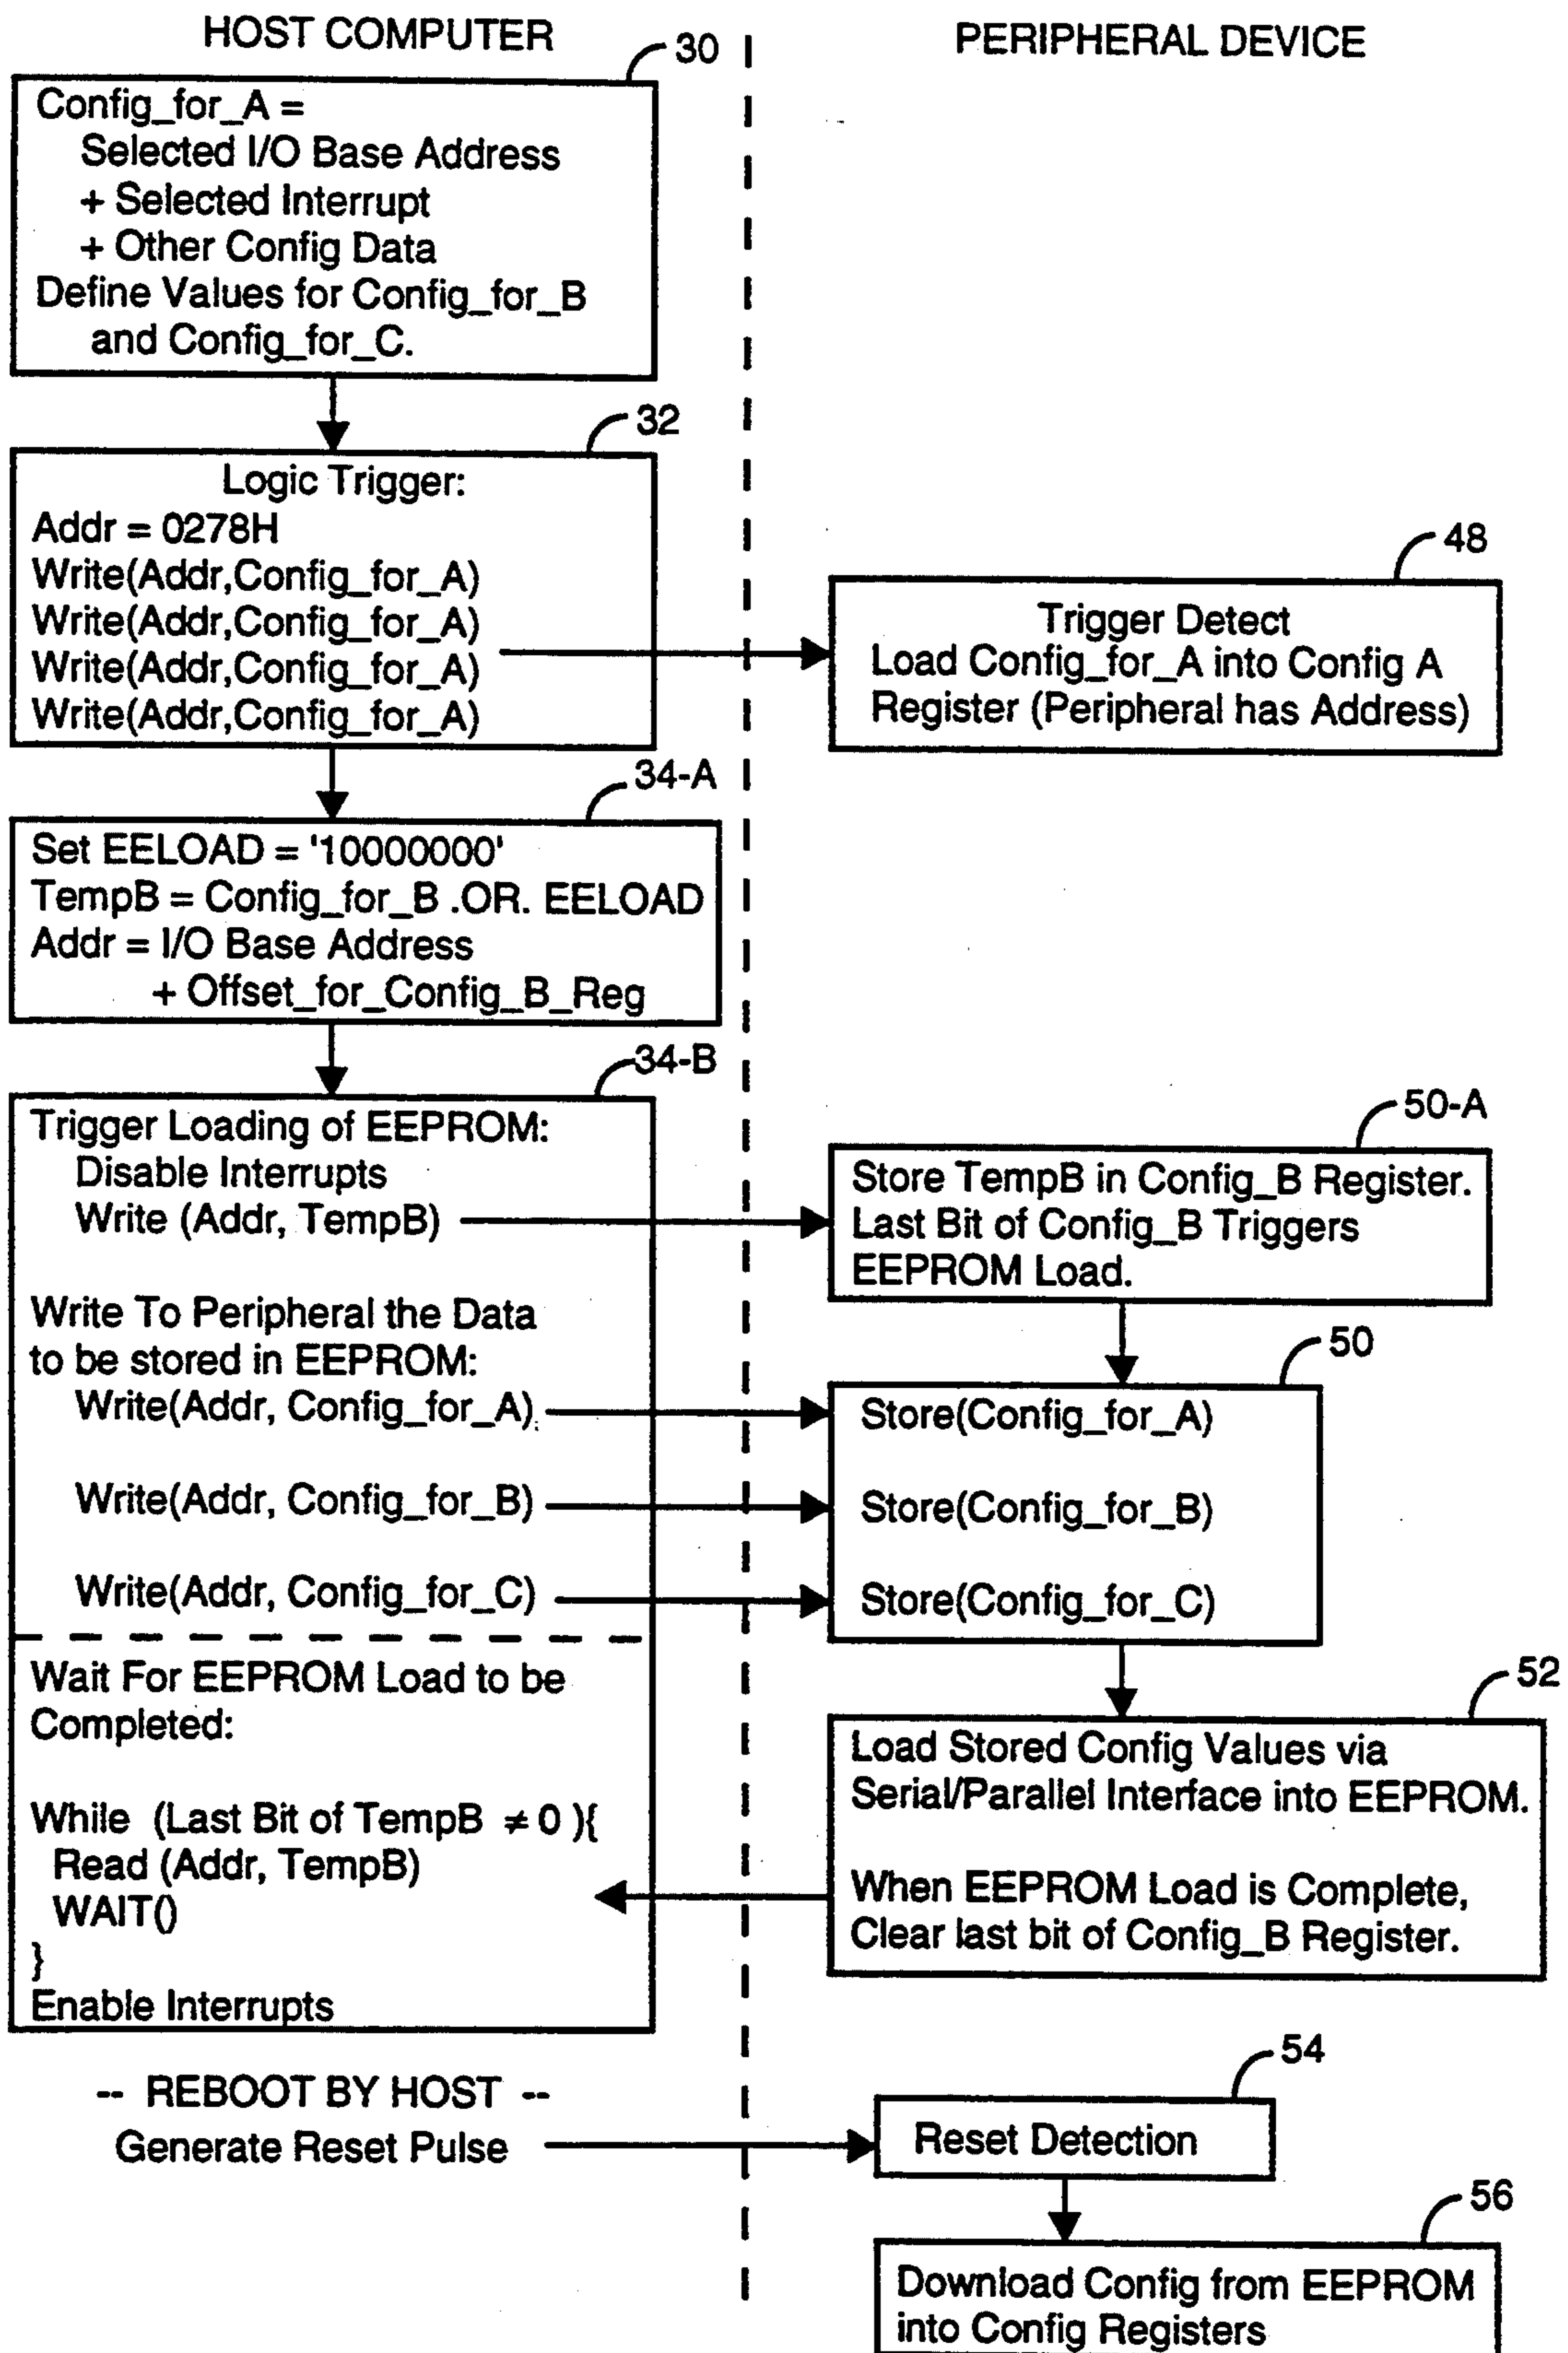 HOST COMPUTER
PERIPHERAL DEVICE
30
Config_for_A =
Selected I/O Base Address
+ Selected Interrupt
+ Other Config Data
Define Values for Config_for_B
and Config_for_C.
32
Logic Trigger:
Addr = 0278H
Write(Addr,Config_for_A)
Write(Addr,Config_for_A)
Write(Addr,Config_for_A)
Write(Addr,Config_for_A)
48
Trigger Detect
Load Config_for_A into Config A
Register (Peripheral has Address)
34-A
Set EELOAD = '10000000'
TempB = Config_for_B .OR. EELOAD
Addr = I/O Base Address
+ Offset_for_Config_B_Reg
34-B
Trigger Loading of EEPROM:
Disable Interrupts
Write (Addr, TempB)
Write To Peripheral the Data
to be stored in EEPROM:
Write(Addr, Config_for_A)
Write(Addr, Config_for_B)
Write(Addr, Config_for_C)
Wait For EEPROM Load to be
Completed:
While (Last Bit of TempB ≠ 0 ){
Read (Addr, TempB)
WAIT()
}
Enable Interrupts
50-A
Store TempB in Config_B Register.
Last Bit of Config_B Triggers
EEPROM Load.
50
Store(Config_for_A)
Store(Config_for_B)
Store(Config_for_C)
52
Load Stored Config Values via
Serial/Parallel Interface into EEPROM.
When EEPROM Load is Complete,
Clear last bit of Config_B Register.
-- REBOOT BY HOST --
Generate Reset Pulse
54
Reset Detection
56
Download Config from EEPROM
into Config Registers